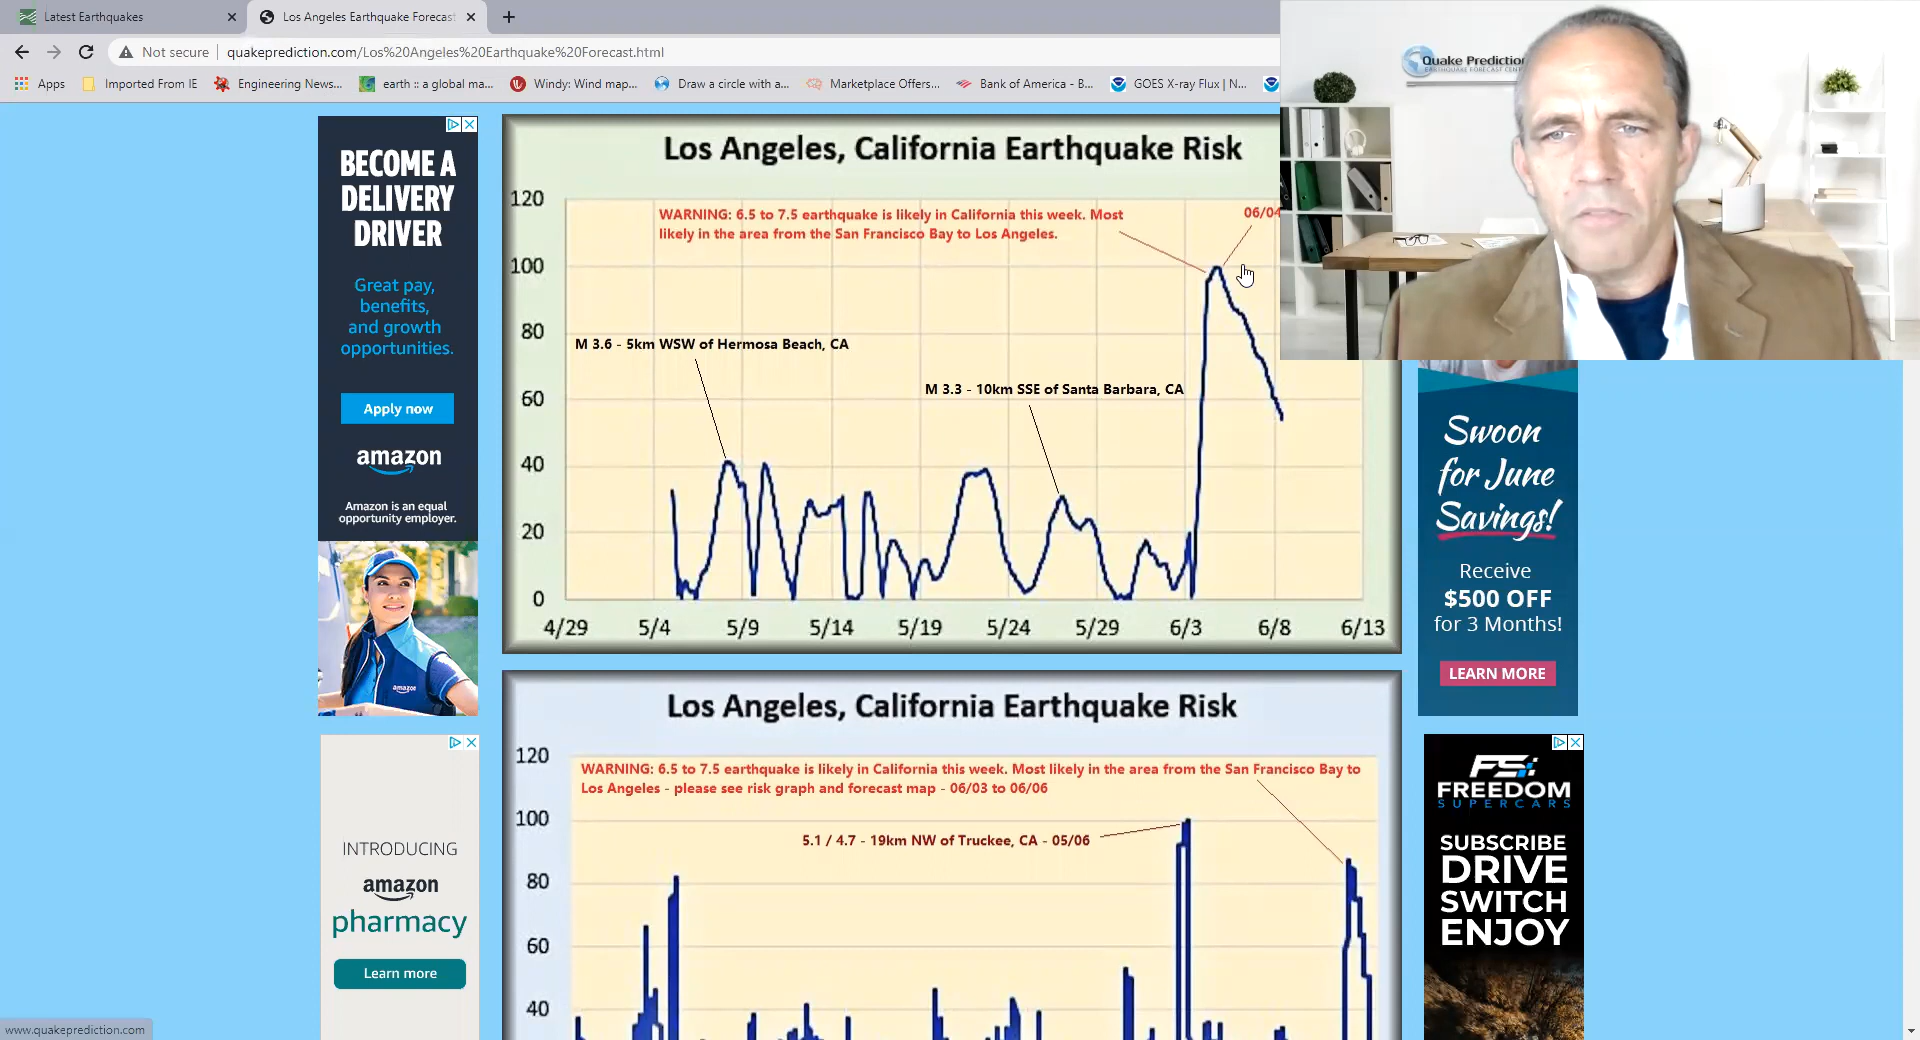 Latest Earthquakes
Los Angeles Earthquake Forecast
Not secure
quakeprediction.com/Los%20Angeles%20Earthquake%20Forecast.html
Apps
Imported From IE
Engineering News...
earth :: a global ma...
Windy: Wind map...
Draw a circle with a...
Marketplace Offers...
Bank of America - B...
GOES X-ray Flux | N...
Quake Prediction
BECOME A
DELIVERY
DRIVER
Great pay,
benefits,
and growth
opportunities.
Apply now
amazon
Amazon is an equal
opportunity employer.
amazon
INTRODUCING
amazon
pharmacy
Learn more
Los Angeles, California Earthquake Risk
120
100
80
60
40
20
0
WARNING: 6.5 to 7.5 earthquake is likely in California this week. Most
likely in the area from the San Francisco Bay to Los Angeles.
06/04
M 3.6 - 5km WSW of Hermosa Beach, CA
M 3.3 - 10km SSE of Santa Barbara, CA
4/29 5/4 5/9 5/14 5/19 5/24 5/29 6/3 6/8 6/13
Los Angeles, California Earthquake Risk
120
100
80
60
40
WARNING: 6.5 to 7.5 earthquake is likely in California this week. Most likely in the area from the San Francisco Bay to
Los Angeles - please see risk graph and forecast map - 06/03 to 06/06
5.1 / 4.7 - 19km NW of Truckee, CA - 05/06
Swoon
for June
Savings!
Receive
$500 OFF
for 3 Months!
LEARN MORE
FS
FREEDOM
SUPERCARS
SUBSCRIBE
DRIVE
SWITCH
ENJOY
www.quakeprediction.com